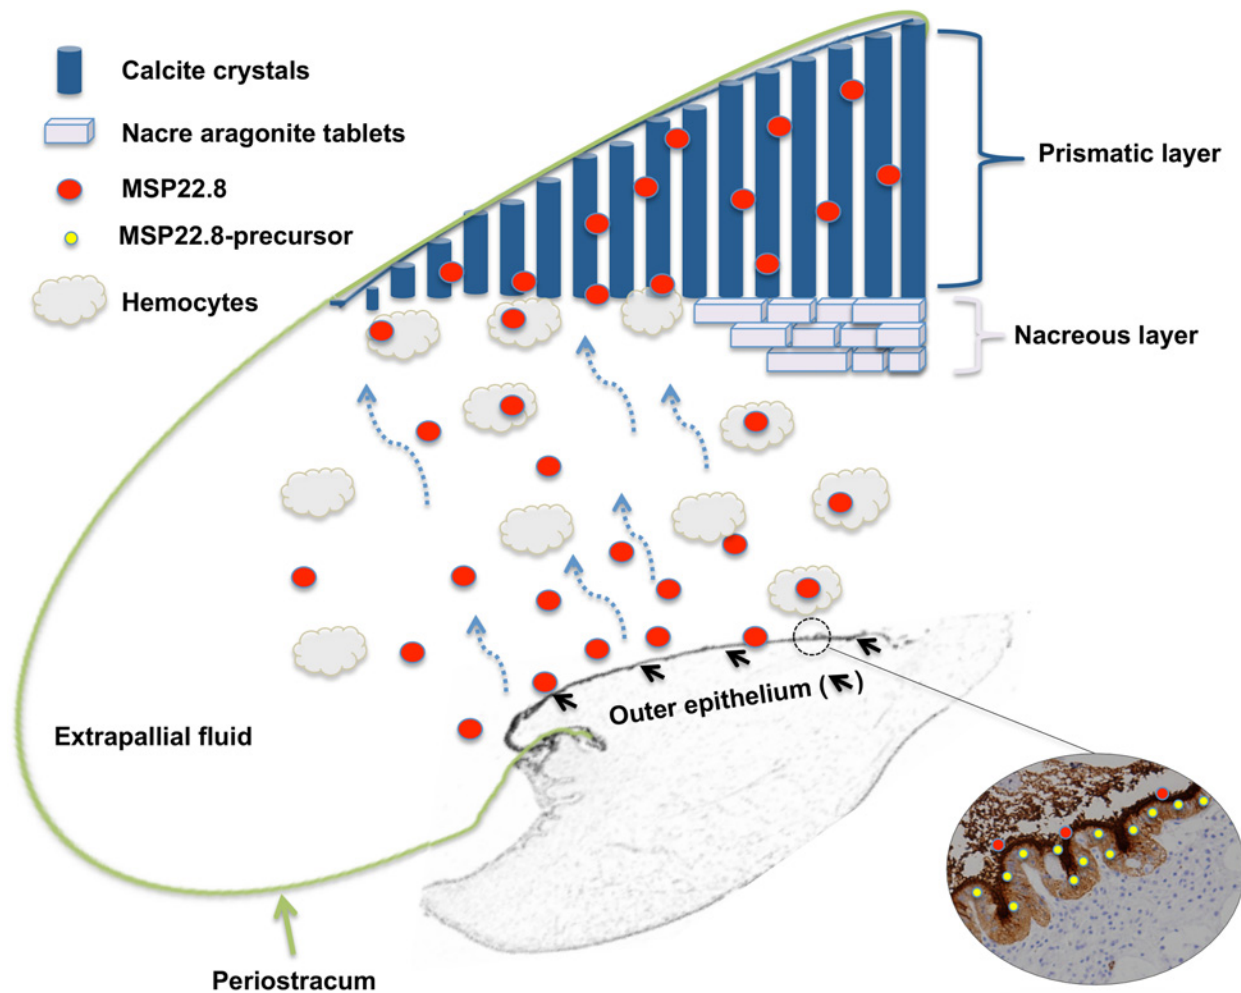 Calcite crystals
Nacre aragonite tablets
MSP22.8
MSP22.8-precursor
Hemocytes
Prismatic layer
Nacreous layer
Outer epithelium ( )
Extrapallial fluid
Periostracum